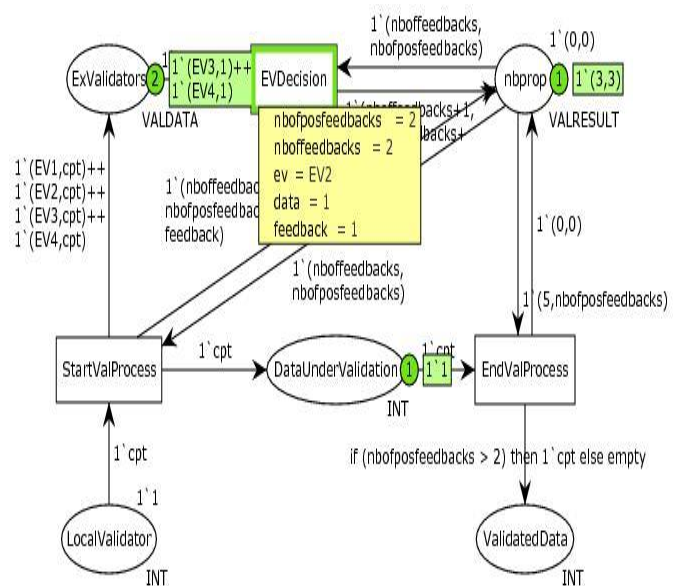 1`(nboffeedbacks,
nbofposfeedbacks)
1`(0,0)
ExValidators
2
1`(EV3,1)++
1`(EV4,1)
EVDecision
nbprop
1
1`(3,3)
VALDATA
VALRESULT
nbofposfeedbacks = 2
nboffeedbacks = 2
ev = EV2
data = 1
feedback = 1
1`(EV1,cpt)++
1`(EV2,cpt)++
1`(EV3,cpt)++
1`(EV4,cpt)
feedback)
1`(0,0)
1`(nboffeedbacks,
nbofposfeedbacks)
1`(5,nbofposfeedbacks)
StartValProcess
1`cpt
DataUnderValidation
1
1`1
1`cpt
EndValProcess
INT
1`cpt
if (nbofposfeedbacks > 2) then 1`cpt else empty
1`1
LocalValidator
INT
ValidatedData
INT